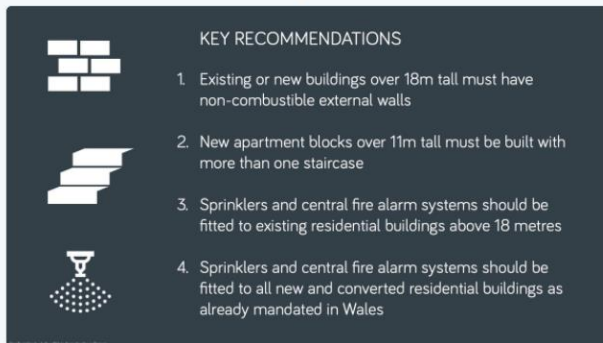 KEY RECOMMENDATIONS
1. Existing or new buildings over 18m tall must have
non-combustible external walls
2. New apartment blocks over 11m tall must be built with
more than one staircase
3. Sprinklers and central fire alarm systems should be
fitted to existing residential buildings above 18 metres
4. Sprinklers and central fire alarm systems should be
fitted to all new and converted residential buildings as
already mandated in Wales